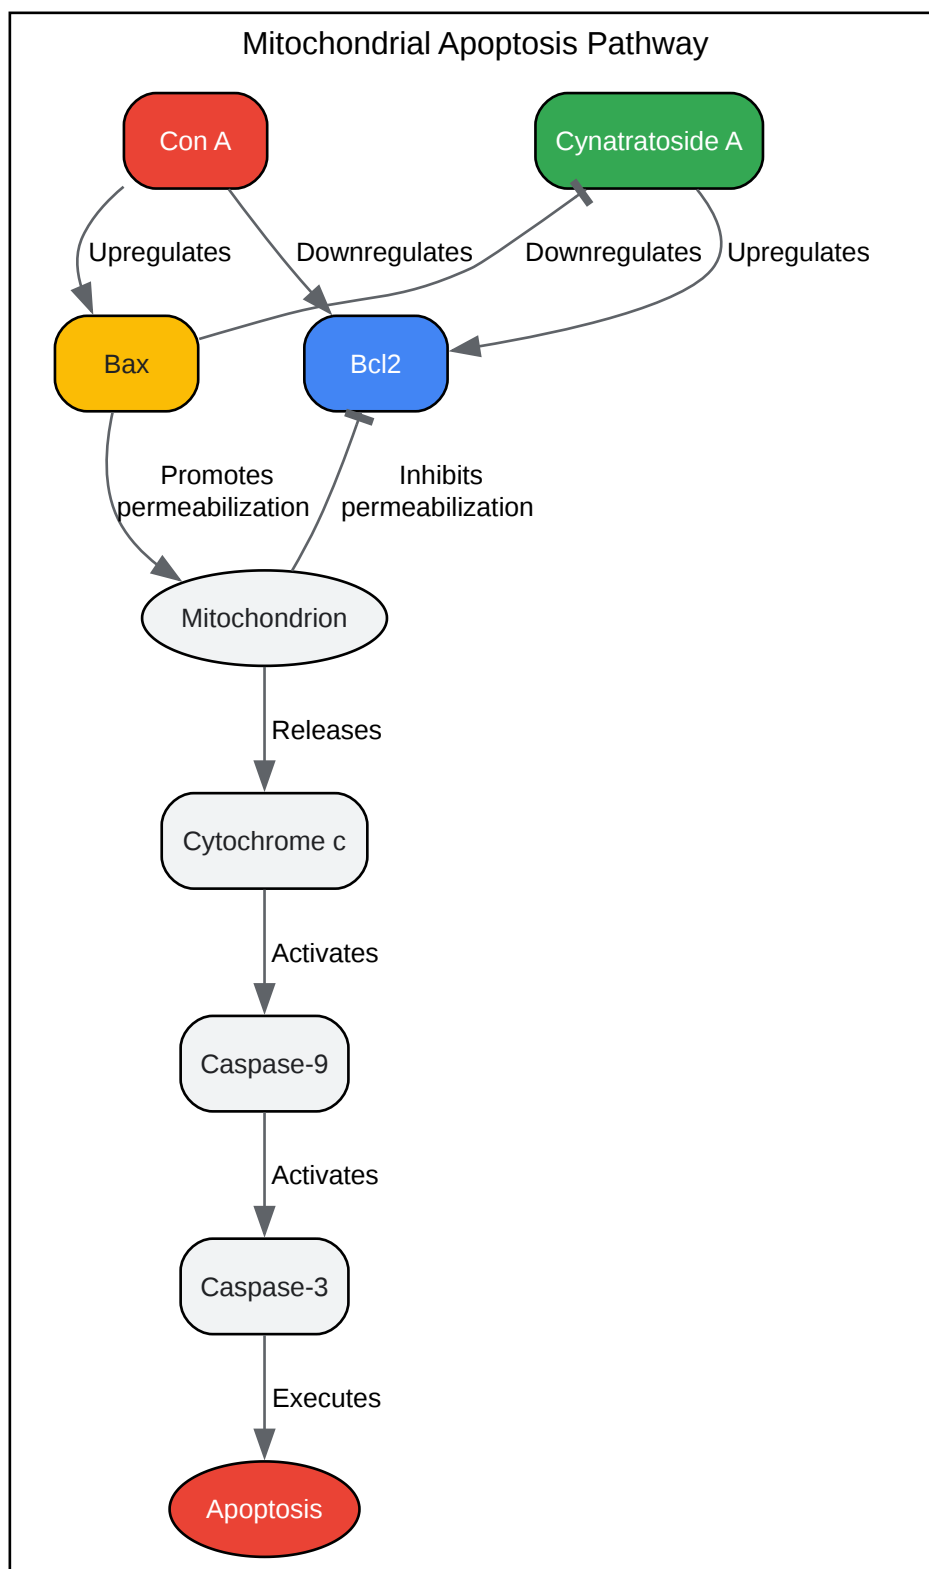 Mitochondrial Apoptosis Pathway
Con A
Cynatratoside A
Upregulates
Downregulates
Downregulates
Upregulates
Bax
Bcl2
Promotes
permeabilization
Inhibits
permeabilization
Mitochondrion
Releases
Cytochrome c
Activates
Caspase-9
Activates
Caspase-3
Executes
Apoptosis